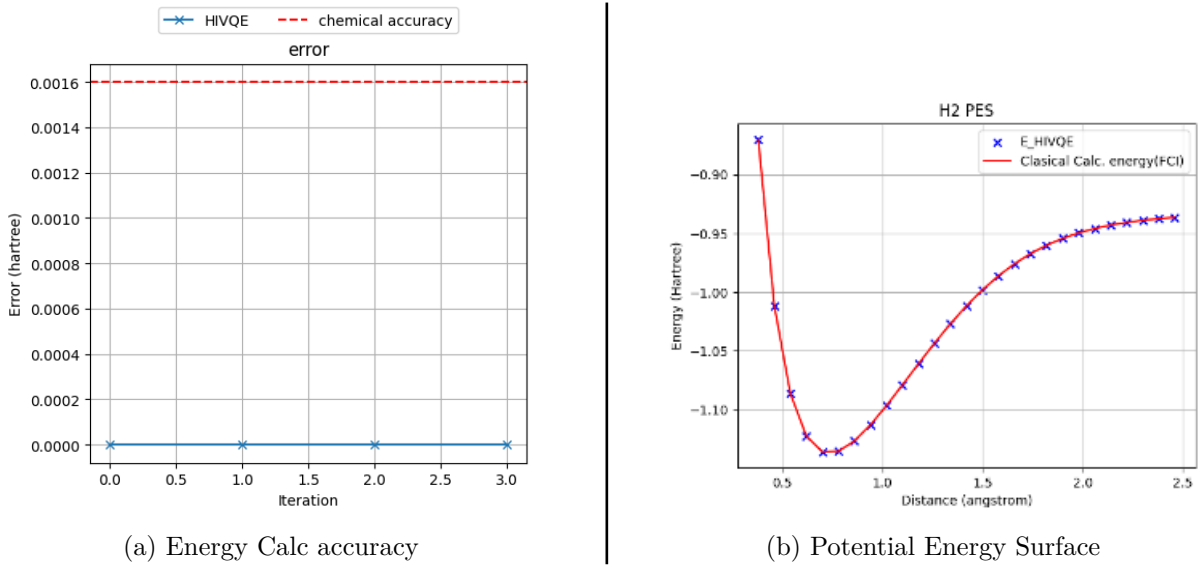 HIVQE
chemical accuracy
error
0.0016
0.0014
0.0012
0.0010
0.0008
0.0006
0.0004
0.0002
0.0000
Error (hartree)
0.0 0.5 1.0 1.5 2.0 2.5 3.0
Iteration
(a) Energy Calc accuracy
H2 PES
E_HIVQE
Clasical Calc. energy(FCI)
−0.90
−0.95
−1.00
−1.05
−1.10
Energy (Hartree)
0.5 1.0 1.5 2.0 2.5
Distance (angstrom)
(b) Potential Energy Surface